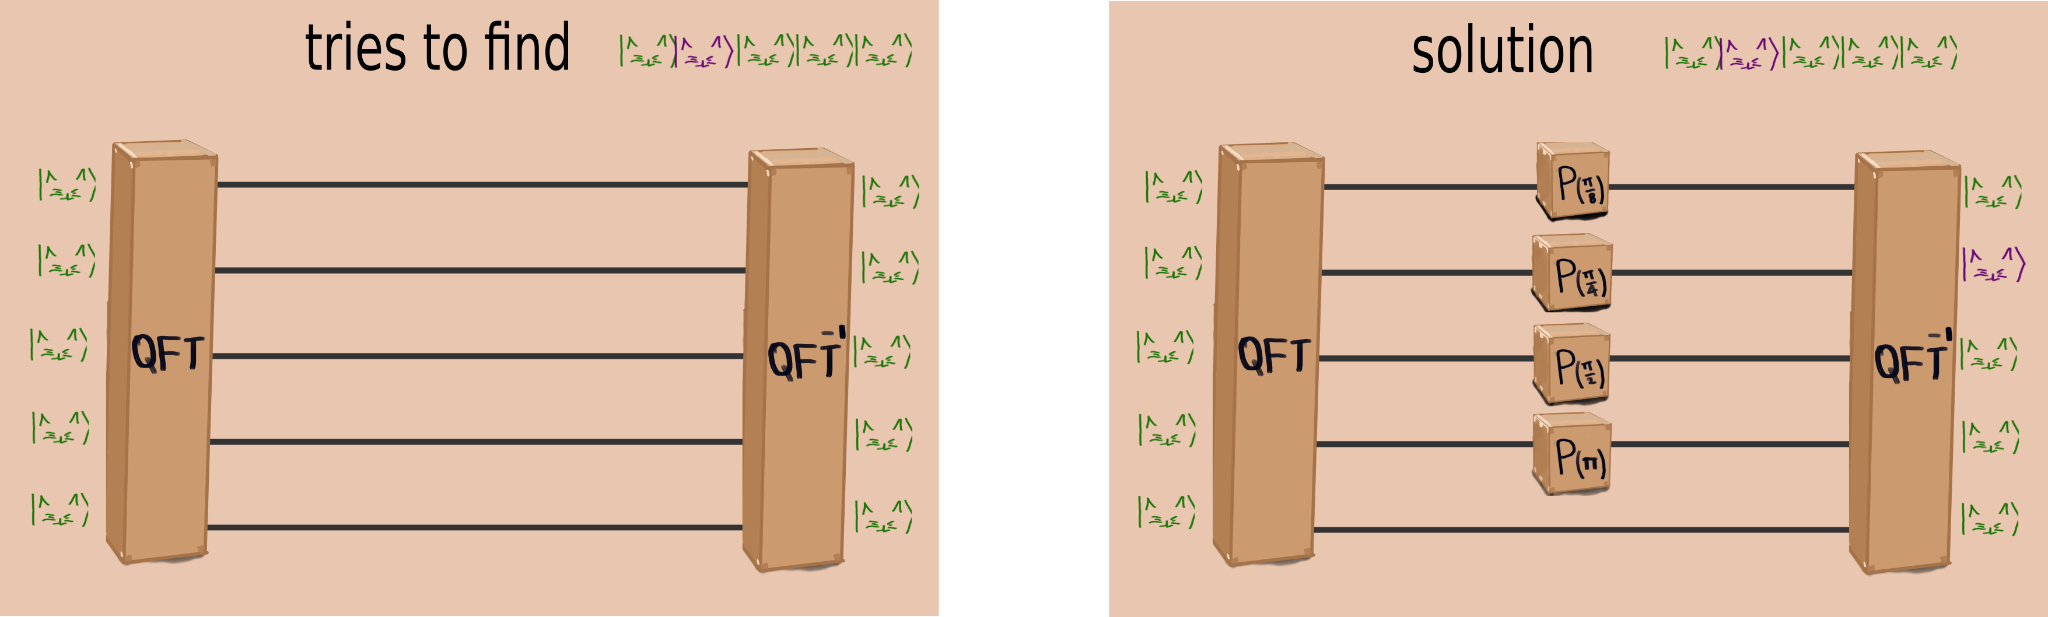 tries to find
QFT
QFT⁻¹
solution
P(π/8)
P(π/4)
P(π/2)
P(π)
QFT
QFT⁻¹